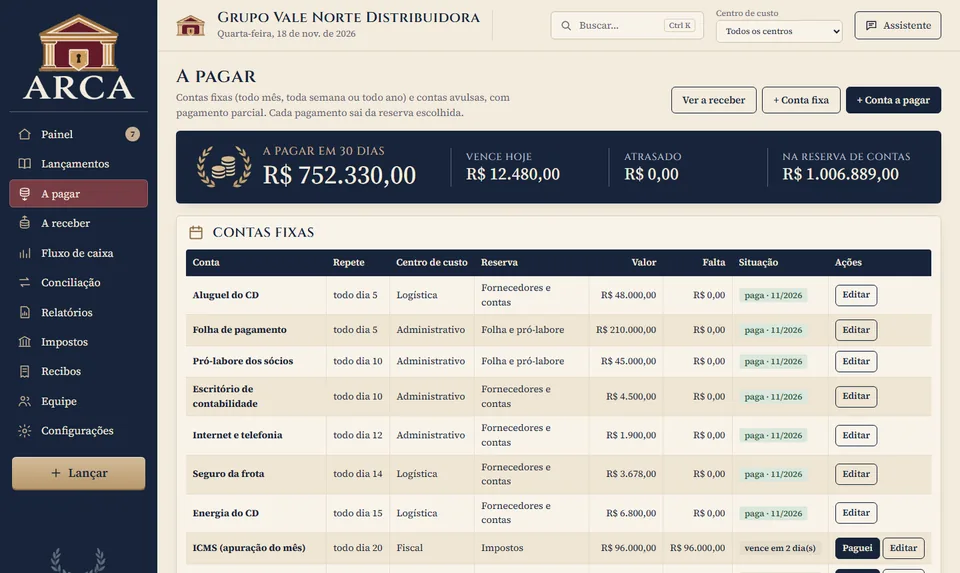 ARCA
Painel 7
Lançamentos
A pagar
A receber
Fluxo de caixa
Conciliação
Relatórios
Impostos
Recibos
Equipe
Configurações
+ Lançar
Grupo Vale Norte Distribuidora
Quarta-feira, 18 de nov. de 2026
Buscar... Ctrl K
Centro de custo
Todos os centros
Assistente
A pagar
Contas fixas (todo mês, toda semana ou todo ano) e contas avulsas, com
pagamento parcial. Cada pagamento sai da reserva escolhida.
Ver a receber + Conta fixa + Conta a pagar
A PAGAR EM 30 DIAS
R$ 752.330,00
VENCE HOJE
R$ 12.480,00
ATRASADO
R$ 0,00
NA RESERVA DE CONTAS
R$ 1.006.889,00
CONTAS FIXAS
Conta Repete Centro de custo Reserva Valor Falta Situação Ações
Aluguel do CD todo dia 5 Logística Fornecedores e contas R$ 48.000,00 R$ 0,00 paga · 11/2026 Editar
Folha de pagamento todo dia 5 Administrativo Folha e pró-labore R$ 210.000,00 R$ 0,00 paga · 11/2026 Editar
Pró-labore dos sócios todo dia 10 Administrativo Folha e pró-labore R$ 45.000,00 R$ 0,00 paga · 11/2026 Editar
Escritório de contabilidade todo dia 10 Administrativo Fornecedores e contas R$ 4.500,00 R$ 0,00 paga · 11/2026 Editar
Internet e telefonia todo dia 12 Administrativo Fornecedores e contas R$ 1.900,00 R$ 0,00 paga · 11/2026 Editar
Seguro da frota todo dia 14 Logística Fornecedores e contas R$ 3.678,00 R$ 0,00 paga · 11/2026 Editar
Energia do CD todo dia 15 Logística Fornecedores e contas R$ 6.800,00 R$ 0,00 paga · 11/2026 Editar
ICMS (apuração do mês) todo dia 20 Fiscal Impostos R$ 96.000,00 R$ 96.000,00 vence em 2 dia(s) Paguei Editar